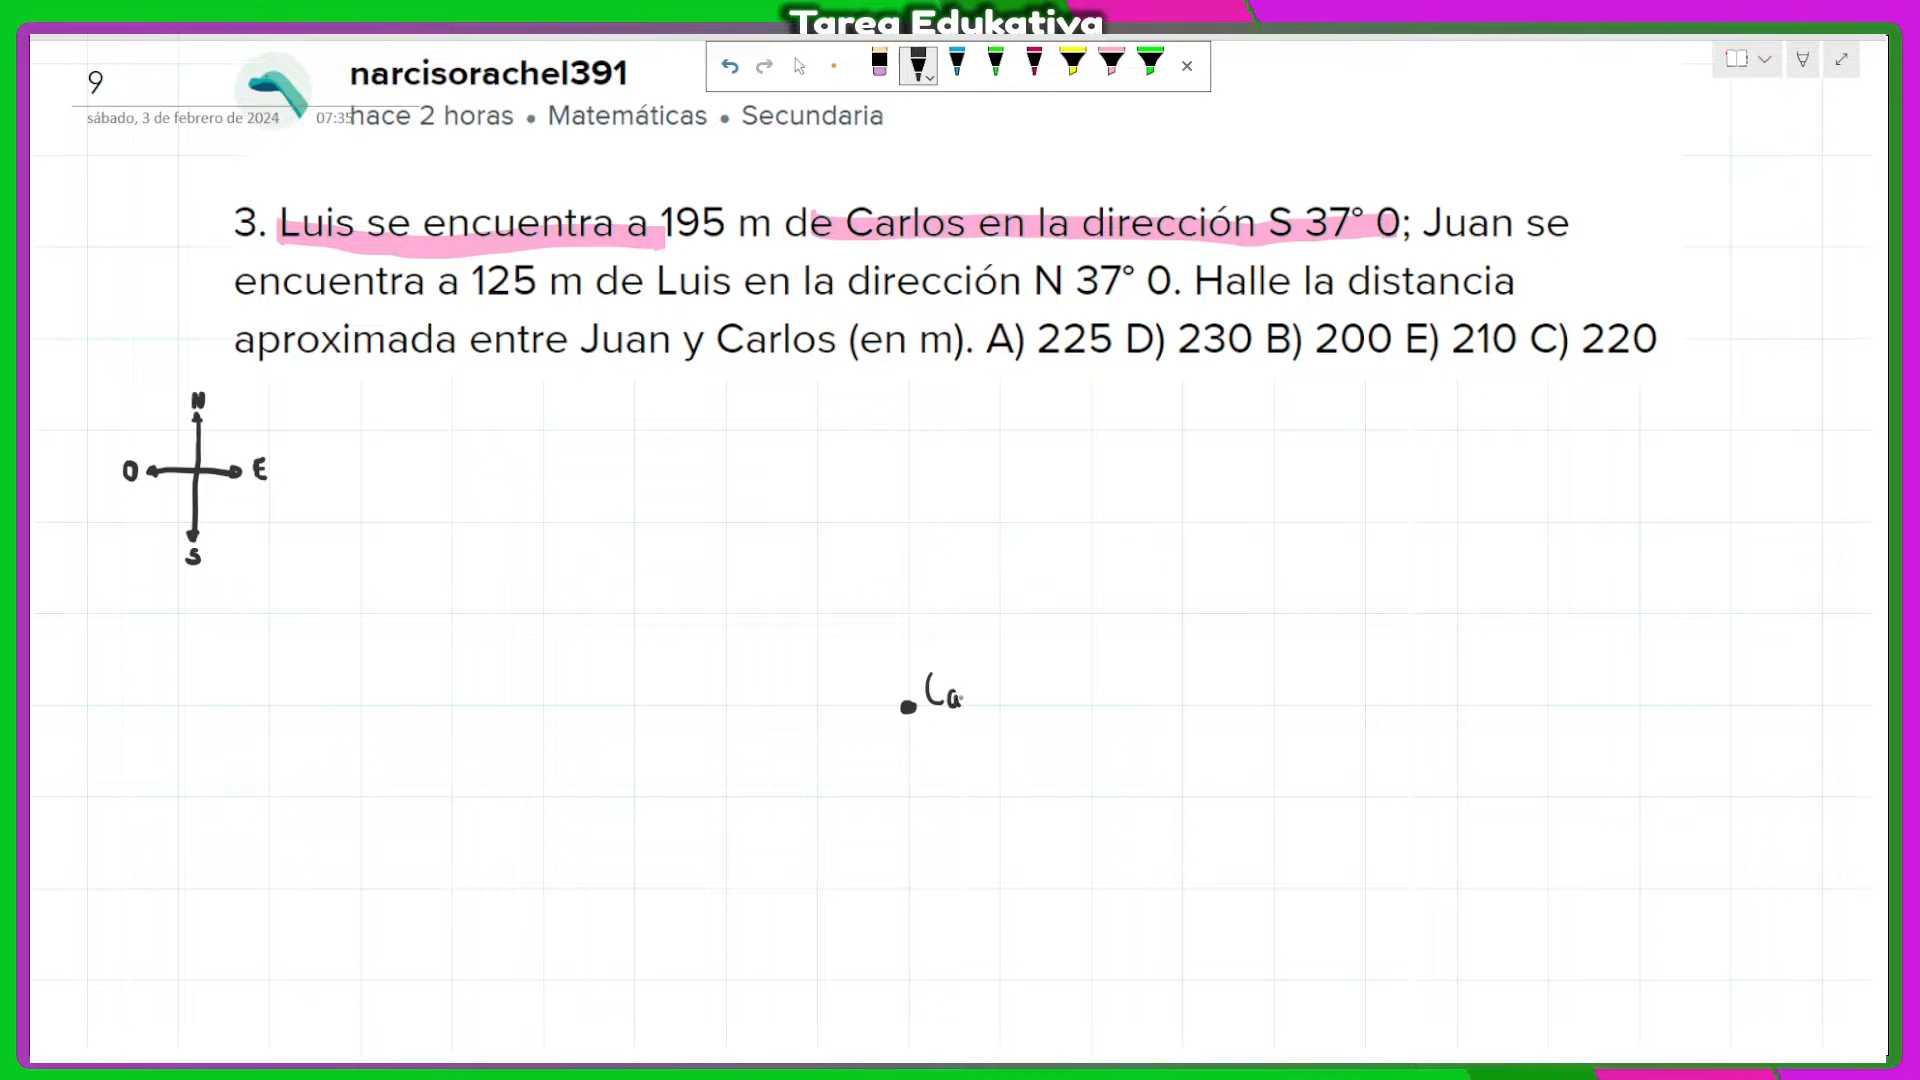 Tarea Edukativa
9
narcisorachel391
sábado, 3 de febrero de 2024 07:35
hace 2 horas • Matemáticas • Secundaria
3. Luis se encuentra a 195 m de Carlos en la dirección S 37° 0; Juan se
encuentra a 125 m de Luis en la dirección N 37° 0. Halle la distancia
aproximada entre Juan y Carlos (en m). A) 225 D) 230 B) 200 E) 210 C) 220
N
O E
S
Ca